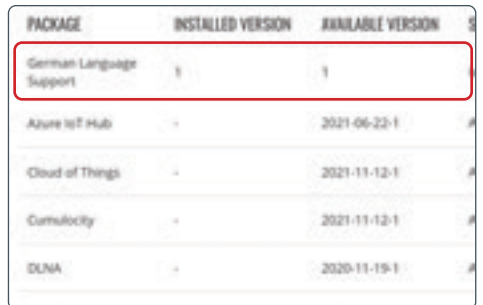 PACKAGE INSTALLED VERSION AVAILABLE VERSION S
German Language
Support 1 1
Azure IoT Hub - 2021-06-22-1 A
Cloud of Things - 2021-11-12-1 A
Cumulocity - 2021-11-12-1 A
DLNA - 2020-11-19-1 A